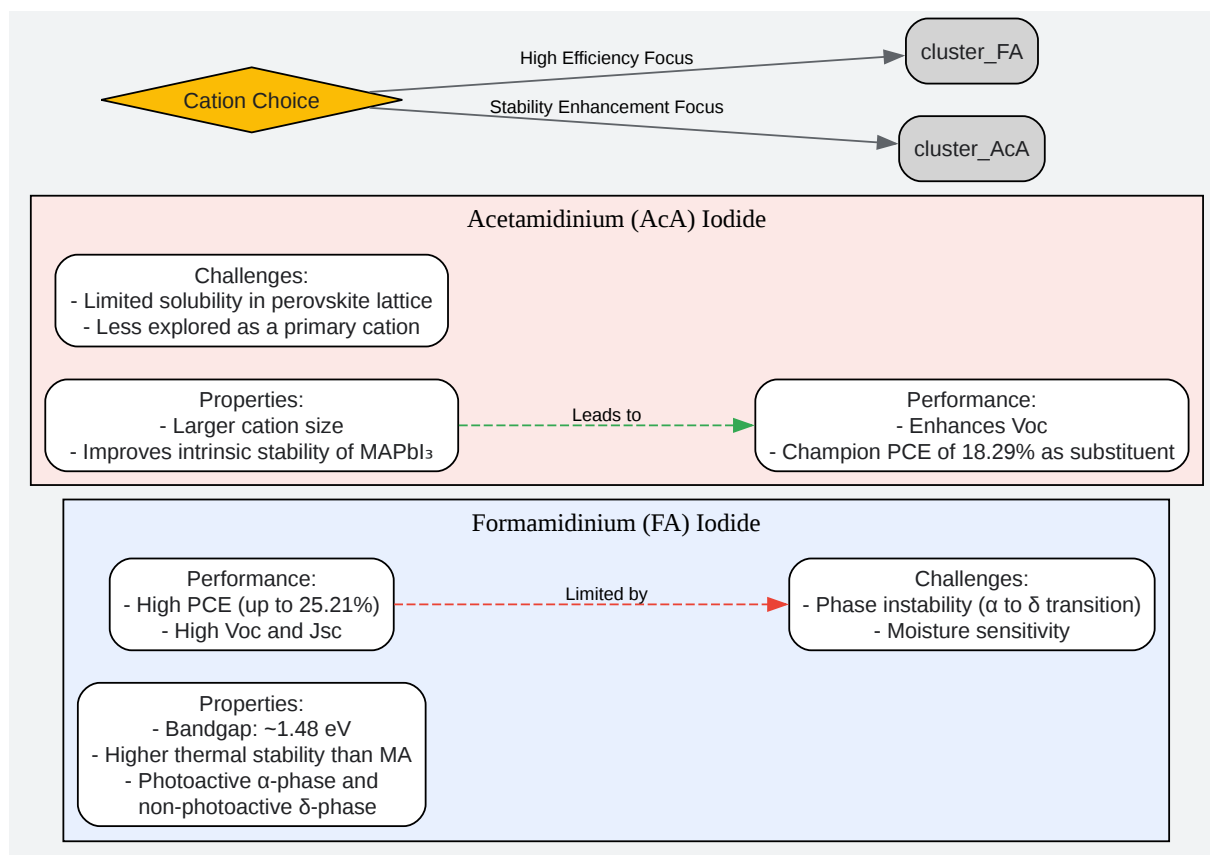 High Efficiency Focus
cluster_FA
Cation Choice
Stability Enhancement Focus
cluster_AcA
Acetamidinium (AcA) Iodide
Challenges:
- Limited solubility in perovskite lattice
- Less explored as a primary cation
Properties:
- Larger cation size
- Improves intrinsic stability of MAPbI₃
Leads to
Performance:
- Enhances Voc
- Champion PCE of 18.29% as substituent
Formamidinium (FA) Iodide
Performance:
- High PCE (up to 25.21%)
- High Voc and Jsc
Limited by
Challenges:
- Phase instability (α to δ transition)
- Moisture sensitivity
Properties:
- Bandgap: ~1.48 eV
- Higher thermal stability than MA
- Photoactive α-phase and
non-photoactive δ-phase